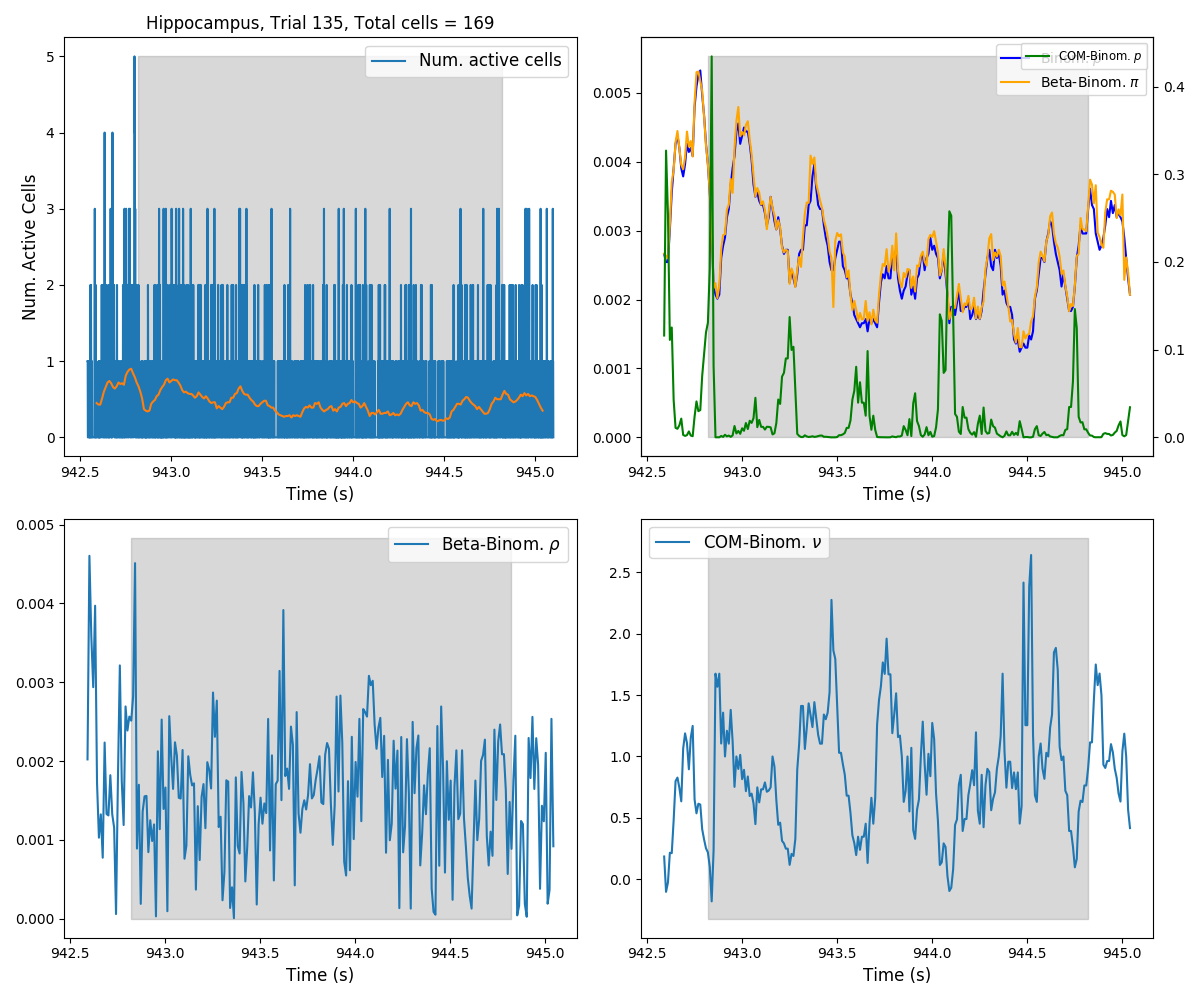 Hippocampus, Trial 135, Total cells = 169
Num. active cells
Num. Active Cells
5
4
3
2
1
0
942.5 943.0 943.5 944.0 944.5 945.0
Time (s)
COM-Binom. p
Beta-Binom. π
0.005
0.004
0.003
0.002
0.001
0.000
0.4
0.3
0.2
0.1
0.0
942.5 943.0 943.5 944.0 944.5 945.0
Time (s)
Beta-Binom. ρ
0.005
0.004
0.003
0.002
0.001
0.000
942.5 943.0 943.5 944.0 944.5 945.0
Time (s)
COM-Binom. ν
2.5
2.0
1.5
1.0
0.5
0.0
942.5 943.0 943.5 944.0 944.5 945.0
Time (s)